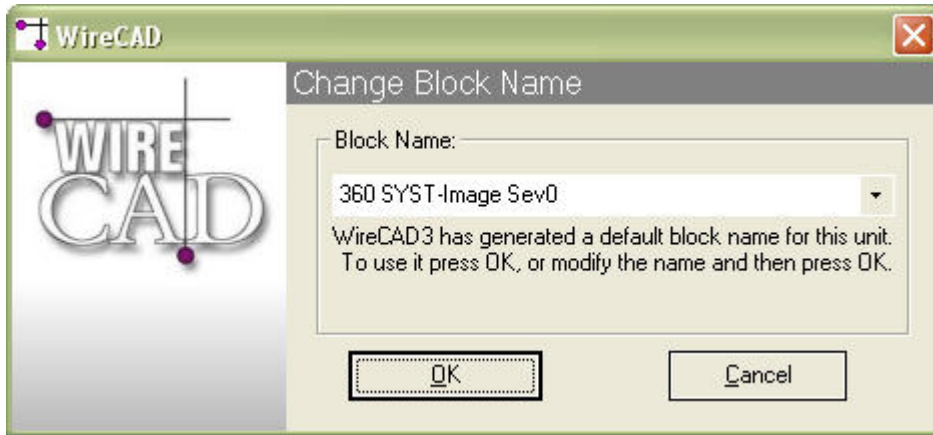 WireCAD
Change Block Name
WIRE
CAD
Block Name:
360 SYST-Image Sev0
WireCAD3 has generated a default block name for this unit.
To use it press OK, or modify the name and then press OK.
OK
Cancel